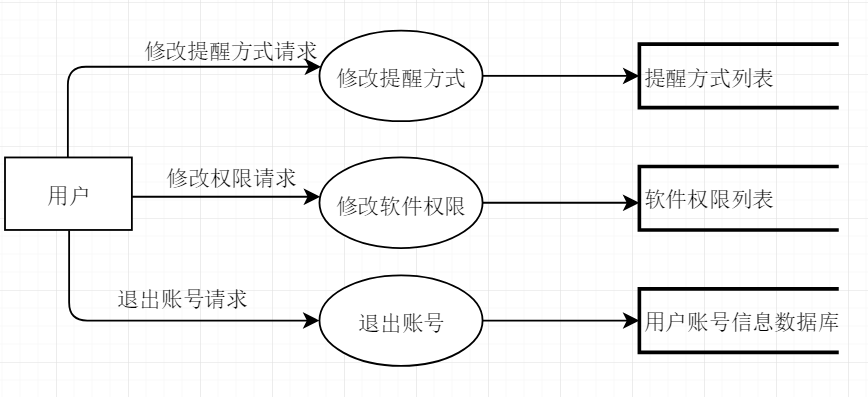 修改提醒方式请求
修改提醒方式
提醒方式列表
用户
修改权限请求
修改软件权限
软件权限列表
退出账号请求
退出账号
用户账号信息数据库